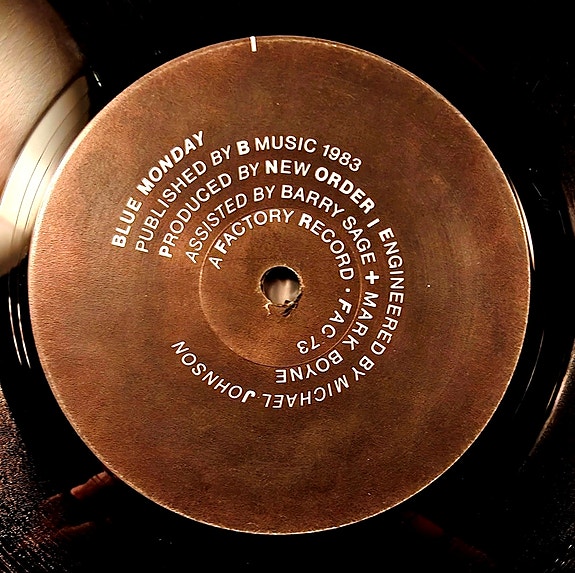 BLUE MONDAY
PUBLISHED BY B MUSIC 1983
PRODUCED BY NEW ORDER / ENGINEERED BY MICHAEL JOHNSON
ASSISTED BY BARRY SAGE + MARK BOYNE
A FACTORY RECORD · FAC 73